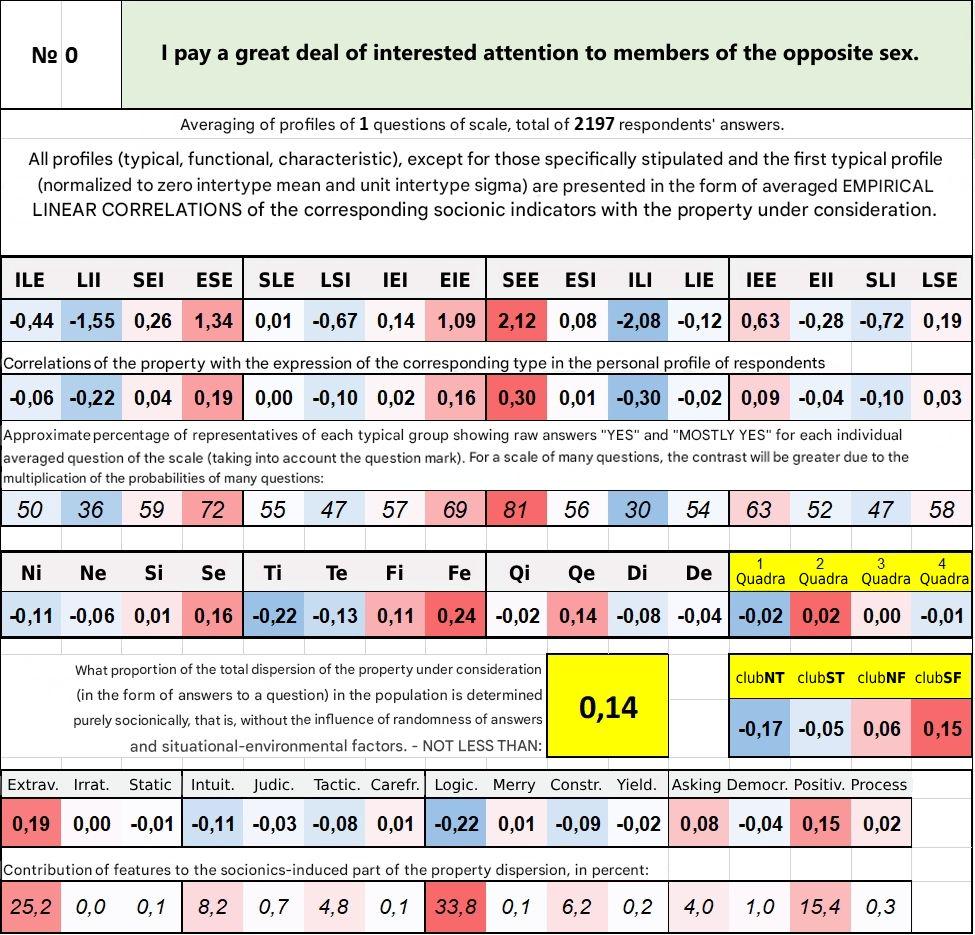 № 0
I pay a great deal of interested attention to members of the opposite sex.
Averaging of profiles of 1 questions of scale, total of 2197 respondents' answers.
All profiles (typical, functional, characteristic), except for those specifically stipulated and the first typical profile
(normalized to zero intertype mean and unit intertype sigma) are presented in the form of averaged EMPIRICAL
LINEAR CORRELATIONS of the corresponding socionic indicators with the property under consideration.
ILE LII SEI ESE SLE LSI IEI EIE SEE ESI ILI LIE IEE EII SLI LSE
-0,44 -1,55 0,26 1,34 0,01 -0,67 0,14 1,09 2,12 0,08 -2,08 -0,12 0,63 -0,28 -0,72 0,19
Correlations of the property with the expression of the corresponding type in the personal profile of respondents
-0,06 -0,22 0,04 0,19 0,00 -0,10 0,02 0,16 0,30 0,01 -0,30 -0,02 0,09 -0,04 -0,10 0,03
Approximate percentage of representatives of each typical group showing raw answers "YES" and "MOSTLY YES" for each individual
averaged question of the scale (taking into account the question mark). For a scale of many questions, the contrast will be greater due to the
multiplication of the probabilities of many questions:
50 36 59 72 55 47 57 69 81 56 30 54 63 52 47 58
Ni Ne Si Se Ti Te Fi Fe Qi Qe Di De 1 Quadra 2 Quadra 3 Quadra 4 Quadra
-0,11 -0,06 0,01 0,16 -0,22 -0,13 0,11 0,24 -0,02 0,14 -0,08 -0,04 -0,02 0,02 0,00 -0,01
What proportion of the total dispersion of the property under consideration
(in the form of answers to a question) in the population is determined
purely socionically, that is, without the influence of randomness of answers
and situational-environmental factors. - NOT LESS THAN:
0,14
clubNT clubST clubNF clubSF
-0,17 -0,05 0,06 0,15
Extrav. Irrat. Static Intuit. Judic. Tactic. Carefr. Logic. Merry Constr. Yield. Asking Democr. Positiv. Process
0,19 0,00 -0,01 -0,11 -0,03 -0,08 0,01 -0,22 0,01 -0,09 -0,02 0,08 -0,04 0,15 0,02
Contribution of features to the socionics-induced part of the property dispersion, in percent:
25,2 0,0 0,1 8,2 0,7 4,8 0,1 33,8 0,1 6,2 0,2 4,0 1,0 15,4 0,3